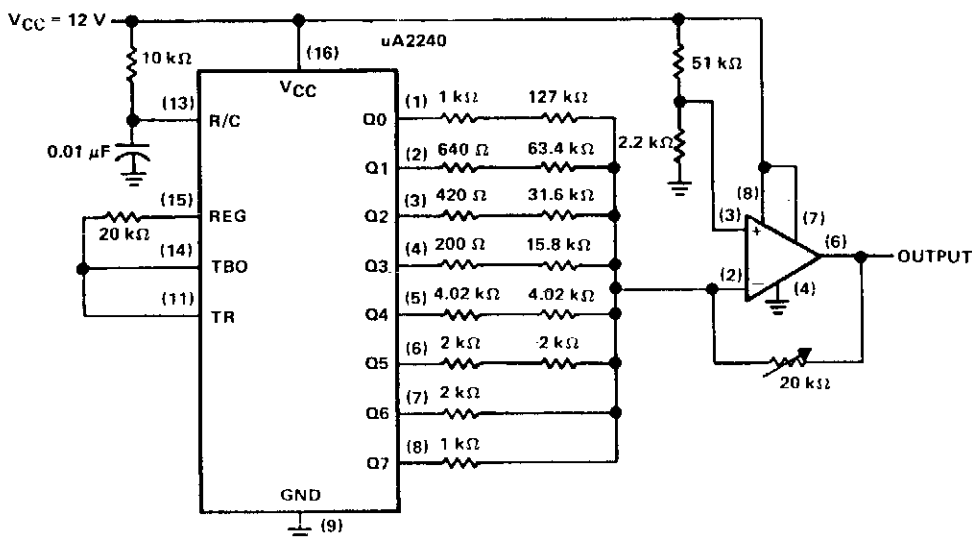 VCC = 12 V
uA2240
10 kΩ
(16)
51 kΩ
VCC
(13)
R/C
Q0
(1)
1 kΩ
127 kΩ
0.01 μF
2.2 kΩ
Q1
(2)
640 Ω
63.4 kΩ
(15)
REG
Q2
(3)
420 Ω
31.6 kΩ
(8)
20 kΩ
(3)
+
(7)
(14)
TBO
Q3
(4)
200 Ω
15.8 kΩ
(6)
OUTPUT
(2)
−
(4)
(11)
TR
Q4
(5)
4.02 kΩ
4.02 kΩ
Q5
(6)
2 kΩ
2 kΩ
20 kΩ
Q6
(7)
2 kΩ
Q7
(8)
1 kΩ
GND
(9)